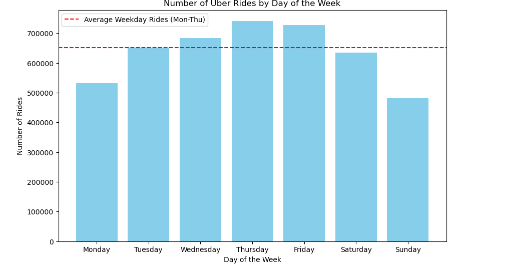 Number of Uber Rides by Day of the Week
Average Weekday Rides (Mon-Thu)
700000
600000
500000
400000
300000
200000
100000
0
Number of Rides
Monday Tuesday Wednesday Thursday Friday Saturday Sunday
Day of the Week